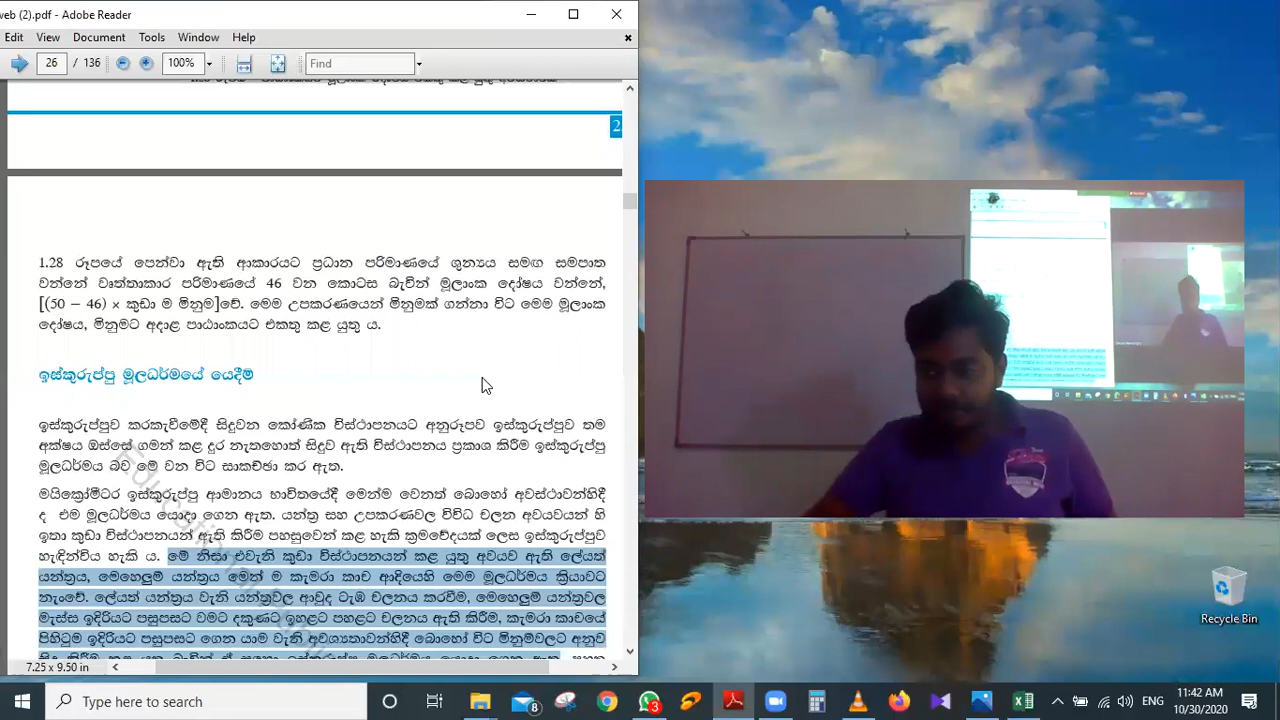 web (2).pdf - Adobe Reader
Edit View Document Tools Window Help
26 / 136 100% Find
2
1.28 රූපයේ පෙන්වා ඇති ආකාරයට ප්‍රධාන පරිමාණයේ ශුන්‍යය සමඟ සමපාත
වන්නේ වෘත්තාකාර පරිමාණයේ 46 වන කොටස බැවින් මූලාංක දෝෂය වන්නේ,
[(50 − 46) × කුඩා ම මිනුම]වේ. මෙම උපකරණයෙන් මිනුමක් ගන්නා විට මෙම මූලාංක
දෝෂය, මිනුමට අදාළ පාඨාංකයට එකතු කළ යුතු ය.
ඉස්කුරුප්පු මූලධර්මයේ යෙදීම්
ඉස්කුරුප්පුව කරකැවීමේදී සිදුවන කෝණික විස්ථාපනයට අනුරූපව ඉස්කුරුප්පුව තම
අක්ෂය ඔස්සේ ගමන් කළ දුර නැතහොත් සිදුව ඇති විස්ථාපනය ප්‍රකාශ කිරීම ඉස්කුරුප්පු
මූලධර්මය බව මේ වන විට සාකච්ඡා කර ඇත.
මයික්‍රෝමීටර ඉස්කුරුප්පු ආමානය භාවිතයේදී මෙන්ම වෙනත් බොහෝ අවස්ථාවන්හිදී
ද එම මූලධර්මය යොදා ගෙන ඇත. යන්ත්‍ර සහ උපකරණවල විවිධ චලන අවයවයන් හි
ඉතා කුඩා විස්ථාපනයන් ඇති කිරීම පහසුවෙන් කළ හැකි ක්‍රමවේදයක් ලෙස ඉස්කුරුප්පුව
හැඳින්විය හැකි ය. මේ නිසා එවැනි කුඩා විස්ථාපනයන් කළ යුතු අවයව ඇති ලේයත්
යන්ත්‍රය, මෙහෙලුම් යන්ත්‍රය මෙන් ම කැමරා කාච ආදියෙහි මෙම මූලධර්මය ක්‍රියාවට
නැංවේ. ලේයත් යන්ත්‍රය වැනි යන්ත්‍රවල ආවුද ටැඹ චලනය කරවීම, මෙහෙලුම් යන්ත්‍රවල
මැස්ස ඉදිරියට පසුපසට වමට දකුණට ඉහළට පහළට චලනය ඇති කිරීම, කැමරා කාචයේ
පිහිටුම ඉදිරියට පසුපසට ගෙන යාම වැනි අවශ්‍යතාවන්හිදී බොහෝ විට මිනුම්වලට අනුව
7.25 x 9.50 in
Recycle Bin
Type here to search
8
3
ENG
11:42 AM
10/30/2020